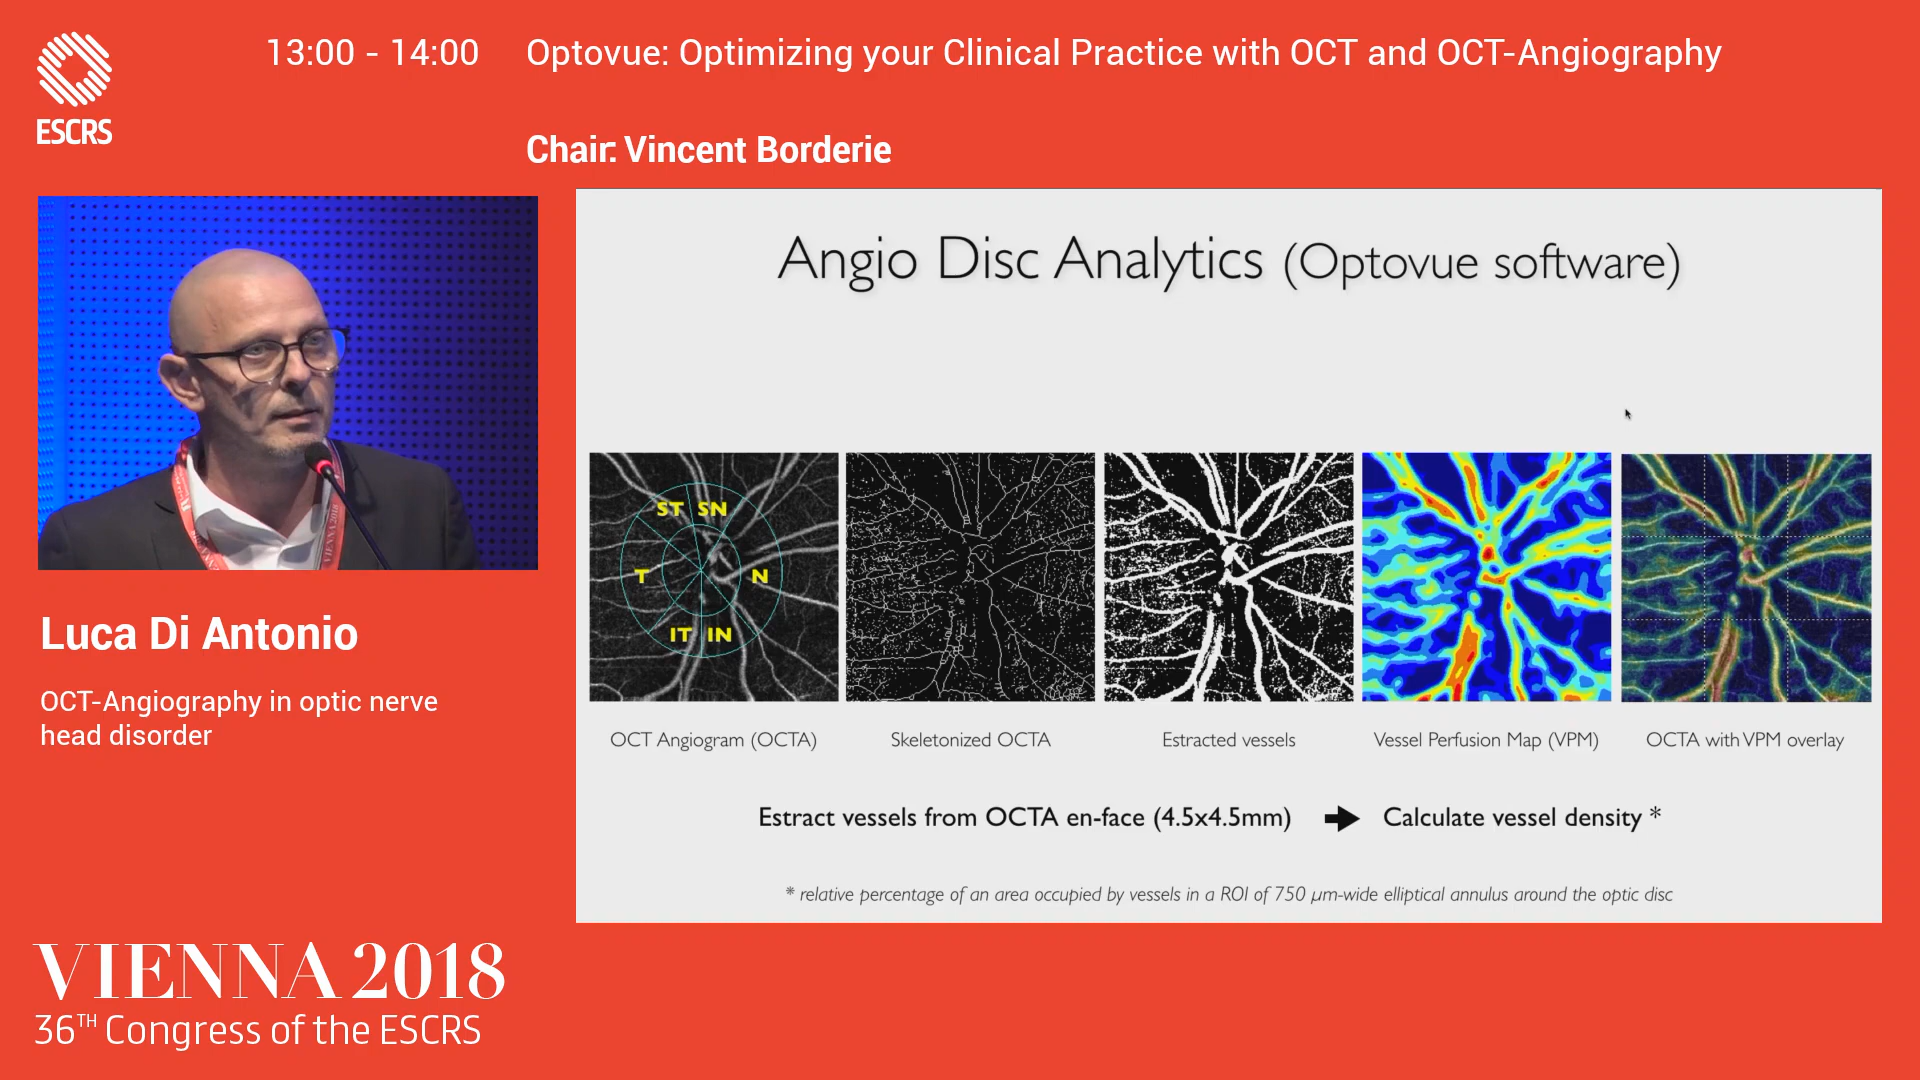 ESCRS
13:00 - 14:00 Optovue: Optimizing your Clinical Practice with OCT and OCT-Angiography
Chair: Vincent Borderie
Angio Disc Analytics (Optovue software)
ST SN
T N
IT IN
OCT Angiogram (OCTA) Skeletonized OCTA Estracted vessels Vessel Perfusion Map (VPM) OCTA with VPM overlay
Estract vessels from OCTA en-face (4.5x4.5mm) Calculate vessel density *
* relative percentage of an area occupied by vessels in a ROI of 750 µm-wide elliptical annulus around the optic disc
VIENNA 2018
Luca Di Antonio
OCT-Angiography in optic nerve
head disorder
VIENNA 2018
36TH Congress of the ESCRS